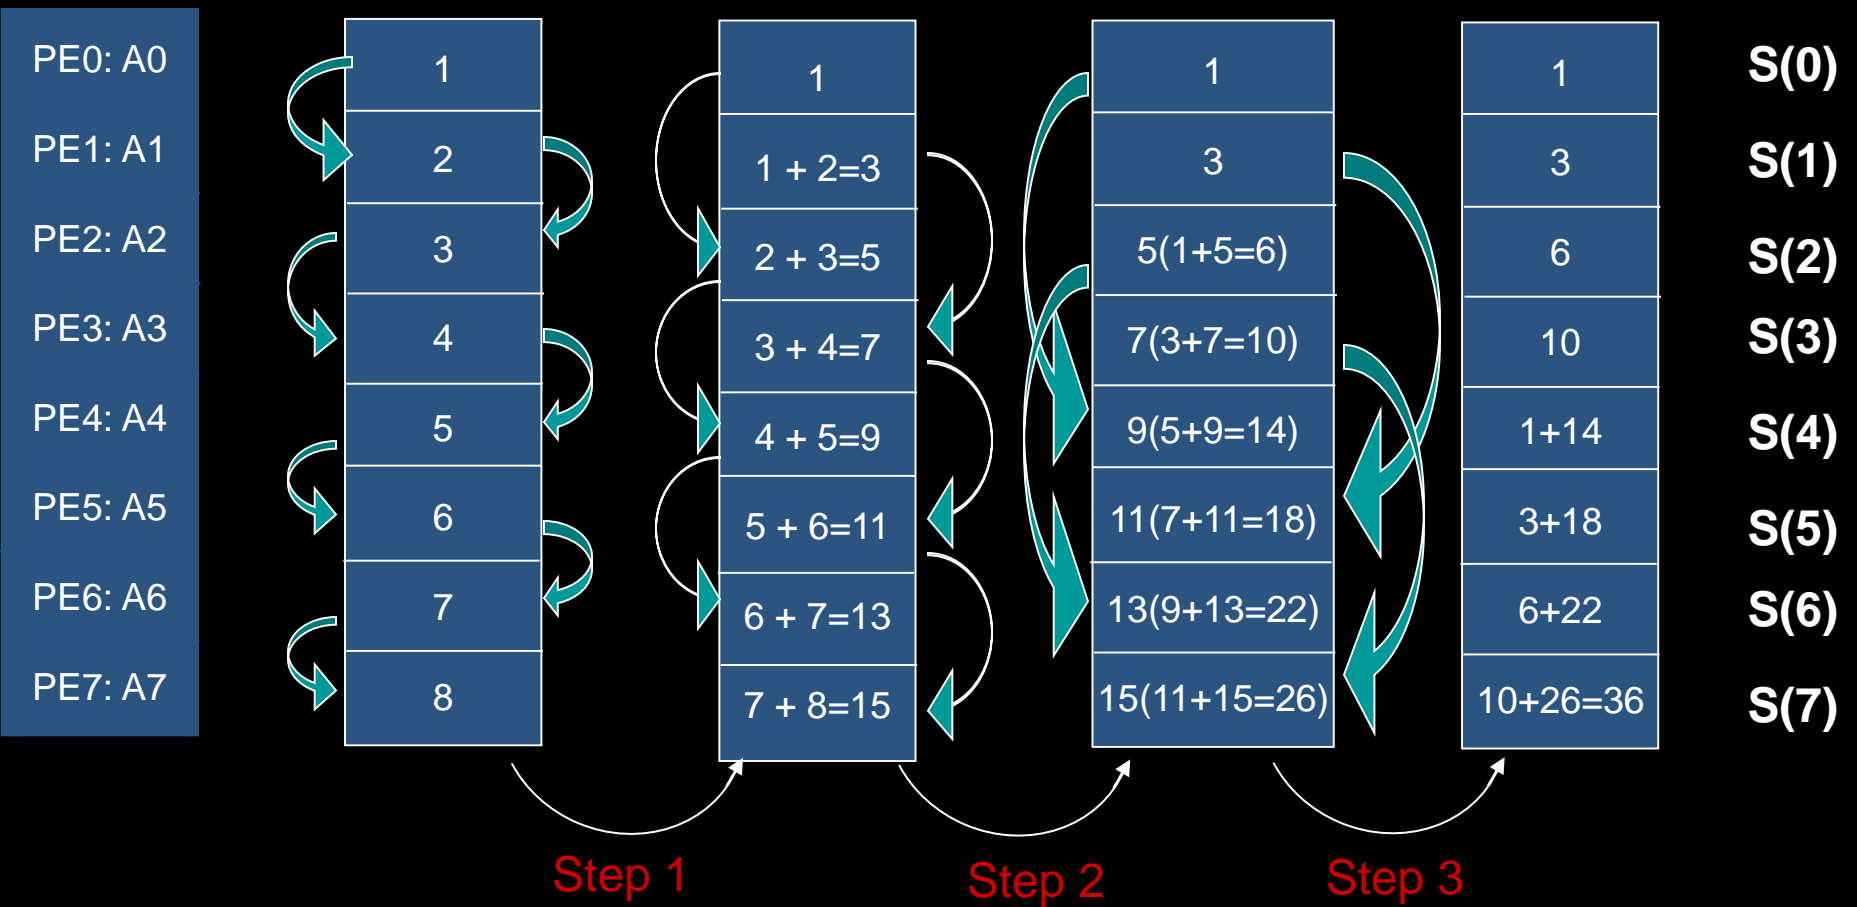 PE0: A0
1
1
1
1
S(0)
PE1: A1
2
1 + 2=3
3
3
S(1)
PE2: A2
3
2 + 3=5
5(1+5=6)
6
S(2)
PE3: A3
4
3 + 4=7
7(3+7=10)
10
S(3)
PE4: A4
5
4 + 5=9
9(5+9=14)
1+14
S(4)
PE5: A5
6
5 + 6=11
11(7+11=18)
3+18
S(5)
PE6: A6
7
6 + 7=13
13(9+13=22)
6+22
S(6)
PE7: A7
8
7 + 8=15
15(11+15=26)
10+26=36
S(7)
Step 1
Step 2
Step 3